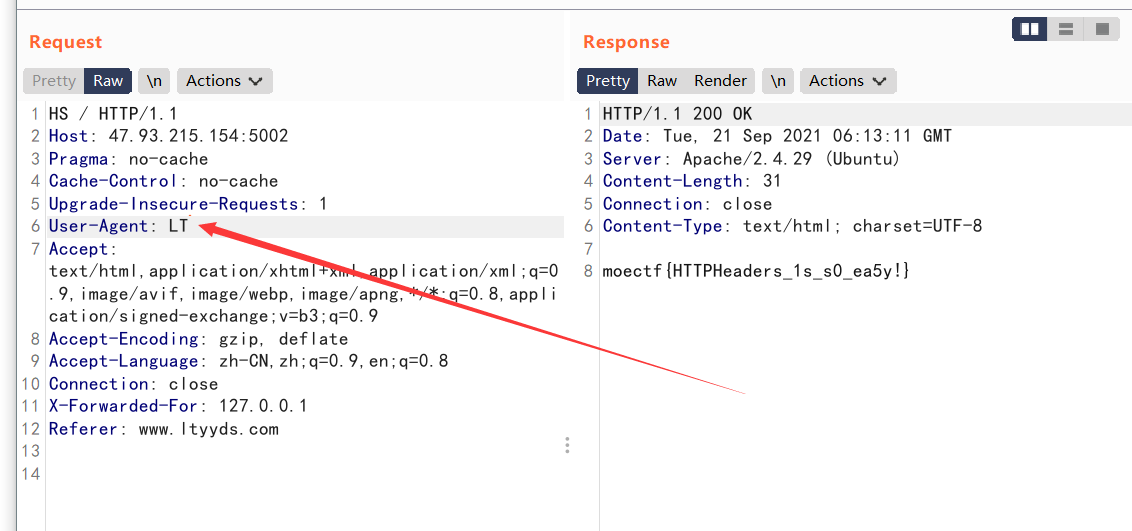 Request
Response
Pretty Raw \n Actions
Pretty Raw Render \n Actions
1 HS / HTTP/1.1
2 Host: 47.93.215.154:5002
3 Pragma: no-cache
4 Cache-Control: no-cache
5 Upgrade-Insecure-Requests: 1
6 User-Agent: LT
7 Accept:
text/html,application/xhtml+xml,application/xml;q=0
.9,image/avif,image/webp,image/apng,*/*;q=0.8,appli
cation/signed-exchange;v=b3;q=0.9
8 Accept-Encoding: gzip, deflate
9 Accept-Language: zh-CN,zh;q=0.9,en;q=0.8
10 Connection: close
11 X-Forwarded-For: 127.0.0.1
12 Referer: www.ltyyds.com
13
14
1 HTTP/1.1 200 OK
2 Date: Tue, 21 Sep 2021 06:13:11 GMT
3 Server: Apache/2.4.29 (Ubuntu)
4 Content-Length: 31
5 Connection: close
6 Content-Type: text/html; charset=UTF-8
7
8 moectf{HTTPHeaders_1s_s0_ea5y!}